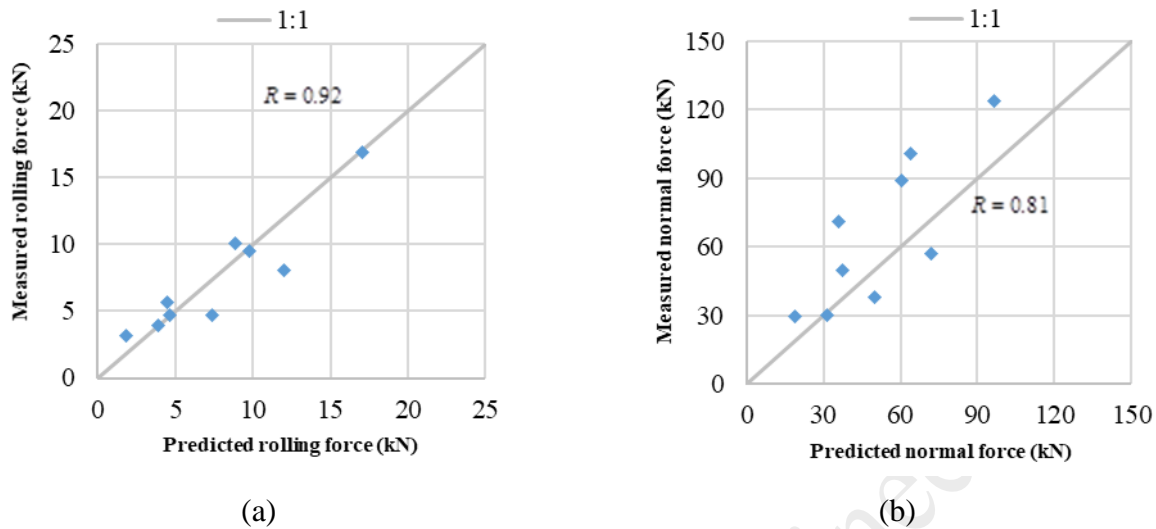 1:1
25
20
15
10
5
0
0 5 10 15 20 25
Measured rolling force (kN)
R = 0.92
Predicted rolling force (kN)
(a)
1:1
150
120
90
60
30
0
0 30 60 90 120 150
Measured normal force (kN)
R = 0.81
Predicted normal force (kN)
(b)